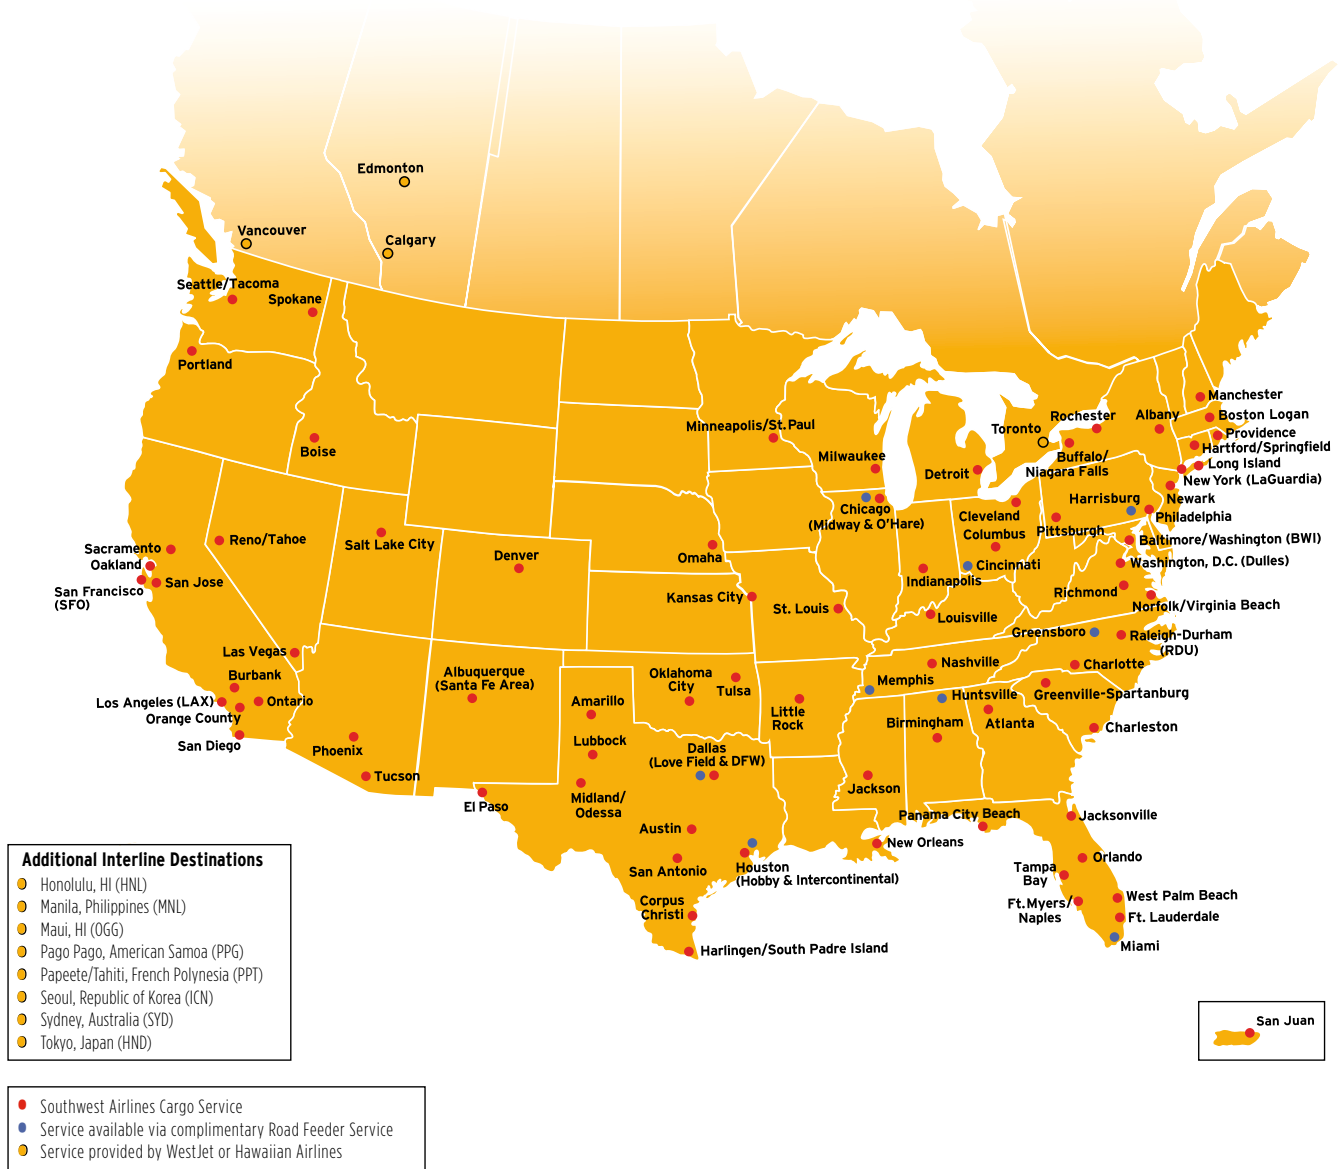 Edmonton
Vancouver
Calgary
Seattle/Tacoma
Spokane
Portland
Boise
Minneapolis/St.Paul
Milwaukee
Detroit
Toronto
Rochester
Albany
Manchester
Boston Logan
Providence
Hartford/Springfield
Long Island
New York (LaGuardia)
Newark
Buffalo/
Niagara Falls
Harrisburg
Philadelphia
Chicago
(Midway & O'Hare)
Cleveland
Columbus
Pittsburgh
Baltimore/Washington (BWI)
Washington, D.C. (Dulles)
Cincinnati
Indianapolis
Richmond
Norfolk/Virginia Beach
Sacramento
Oakland
San Francisco
(SFO)
San Jose
Reno/Tahoe
Salt Lake City
Denver
Omaha
Kansas City
St. Louis
Louisville
Greensboro
Raleigh-Durham
(RDU)
Las Vegas
Burbank
Los Angeles (LAX)
Ontario
Orange County
San Diego
Phoenix
Tucson
Albuquerque
(Santa Fe Area)
Oklahoma
City
Tulsa
Amarillo
Lubbock
Little
Rock
Nashville
Memphis
Huntsville
Charlotte
Greenville-Spartanburg
Birmingham
Atlanta
Charleston
Dallas
(Love Field & DFW)
El Paso
Midland/
Odessa
Jackson
Austin
San Antonio
Houston
(Hobby & Intercontinental)
Corpus
Christi
Harlingen/South Padre Island
New Orleans
Panama City Beach
Jacksonville
Orlando
Tampa
Bay
Ft.Myers/
Naples
West Palm Beach
Ft. Lauderdale
Miami
San Juan
Additional Interline Destinations
Honolulu, HI (HNL)
Manila, Philippines (MNL)
Maui, HI (OGG)
Pago Pago, American Samoa (PPG)
Papeete/Tahiti, French Polynesia (PPT)
Seoul, Republic of Korea (ICN)
Sydney, Australia (SYD)
Tokyo, Japan (HND)
Southwest Airlines Cargo Service
Service available via complimentary Road Feeder Service
Service provided by WestJet or Hawaiian Airlines